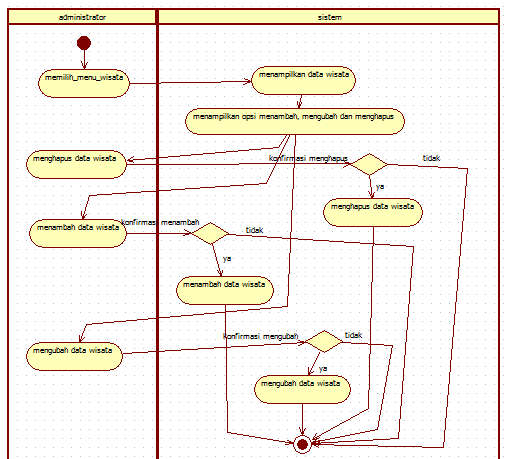 administrator
sistem
memilih_menu_wisata
menampilkan data wisata
menampilkan opsi menambah, mengubah dan menghapus
menghapus data wisata
konfirmasi menghapus
tidak
ya
menghapus data wisata
menambah data wisata
konfirmasi menambah
tidak
ya
menambah data wisata
mengubah data wisata
konfirmasi mengubah
tidak
ya
mengubah data wisata